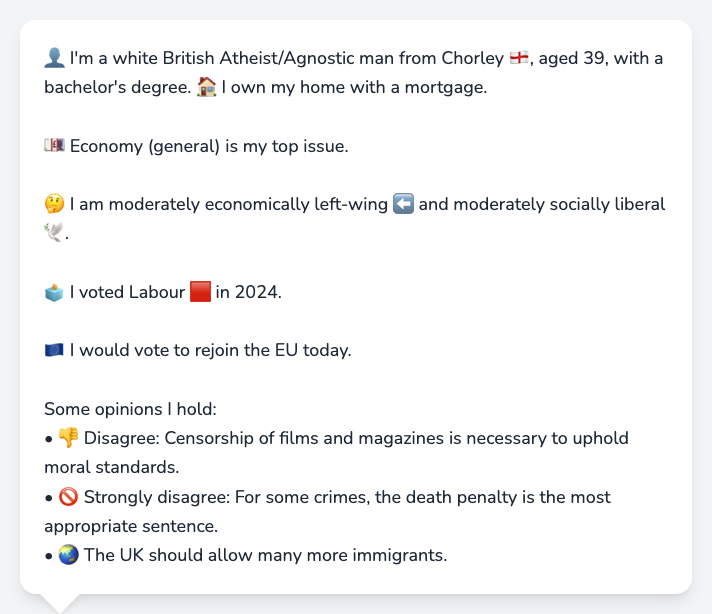 👤 I'm a white British Atheist/Agnostic man from Chorley 🏴󠁧󠁢󠁥󠁮󠁧󠁿, aged 39, with a
bachelor's degree. 🏠 I own my home with a mortgage.
💷 Economy (general) is my top issue.
🤔 I am moderately economically left-wing ⬅️ and moderately socially liberal
🕊️.
🗳️ I voted Labour 🟥 in 2024.
🇪🇺 I would vote to rejoin the EU today.
Some opinions I hold:
• 👎 Disagree: Censorship of films and magazines is necessary to uphold
moral standards.
• 🚫 Strongly disagree: For some crimes, the death penalty is the most
appropriate sentence.
• 🌏 The UK should allow many more immigrants.